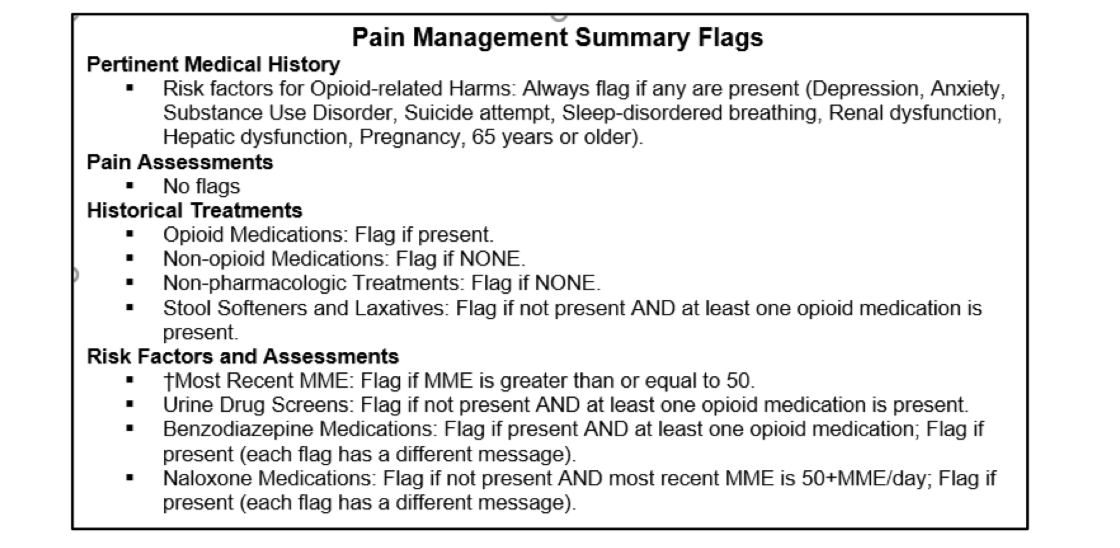 Pain Management Summary Flags
Pertinent Medical History
▪ Risk factors for Opioid-related Harms: Always flag if any are present (Depression, Anxiety,
Substance Use Disorder, Suicide attempt, Sleep-disordered breathing, Renal dysfunction,
Hepatic dysfunction, Pregnancy, 65 years or older).
Pain Assessments
▪ No flags
Historical Treatments
▪ Opioid Medications: Flag if present.
▪ Non-opioid Medications: Flag if NONE.
▪ Non-pharmacologic Treatments: Flag if NONE.
▪ Stool Softeners and Laxatives: Flag if not present AND at least one opioid medication is
present.
Risk Factors and Assessments
▪ †Most Recent MME: Flag if MME is greater than or equal to 50.
▪ Urine Drug Screens: Flag if not present AND at least one opioid medication is present.
▪ Benzodiazepine Medications: Flag if present AND at least one opioid medication; Flag if
present (each flag has a different message).
▪ Naloxone Medications: Flag if not present AND most recent MME is 50+MME/day; Flag if
present (each flag has a different message).